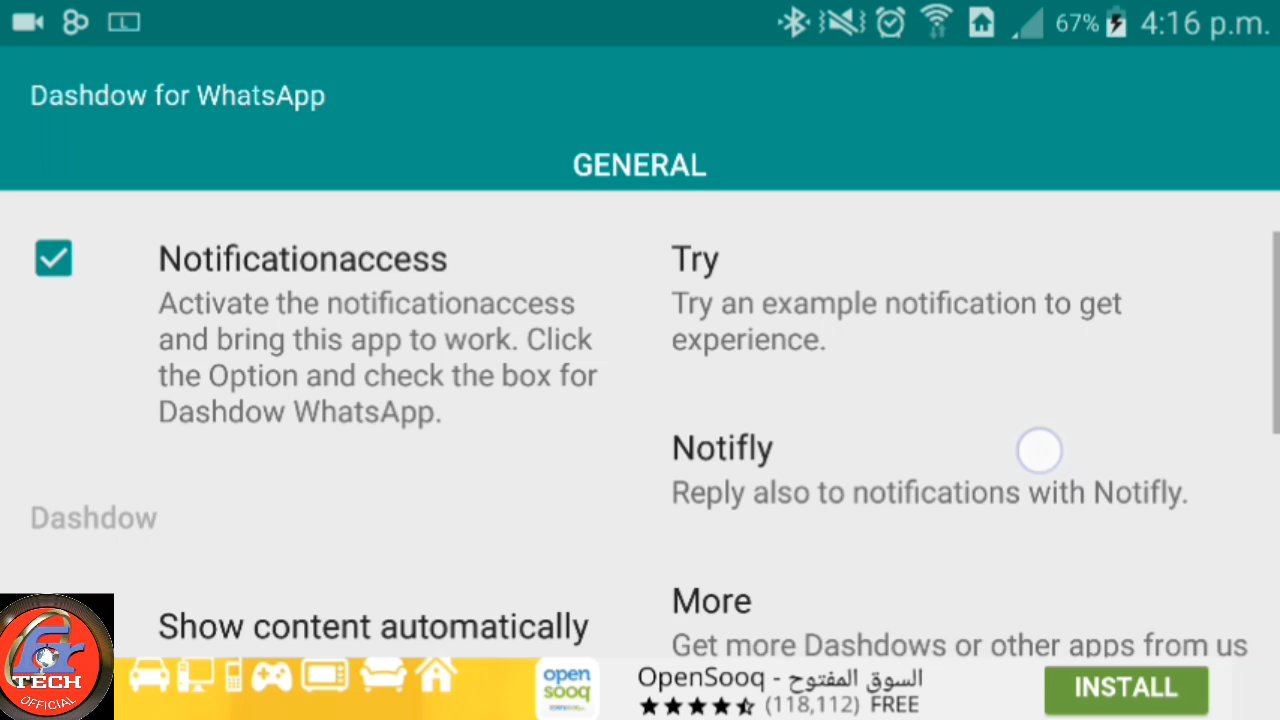 L
67% 4:16 p.m.
Dashdow for WhatsApp
GENERAL
Notificationaccess
Activate the notificationaccess
and bring this app to work. Click
the Option and check the box for
Dashdow WhatsApp.
Dashdow
Show content automatically
Try
Try an example notification to get
experience.
Notifly
Reply also to notifications with Notifly.
More
Get more Dashdows or other apps from us
TECH
OFFICIAL
open
sooq
OpenSooq - السوق المفتوح
(118,112) FREE
INSTALL